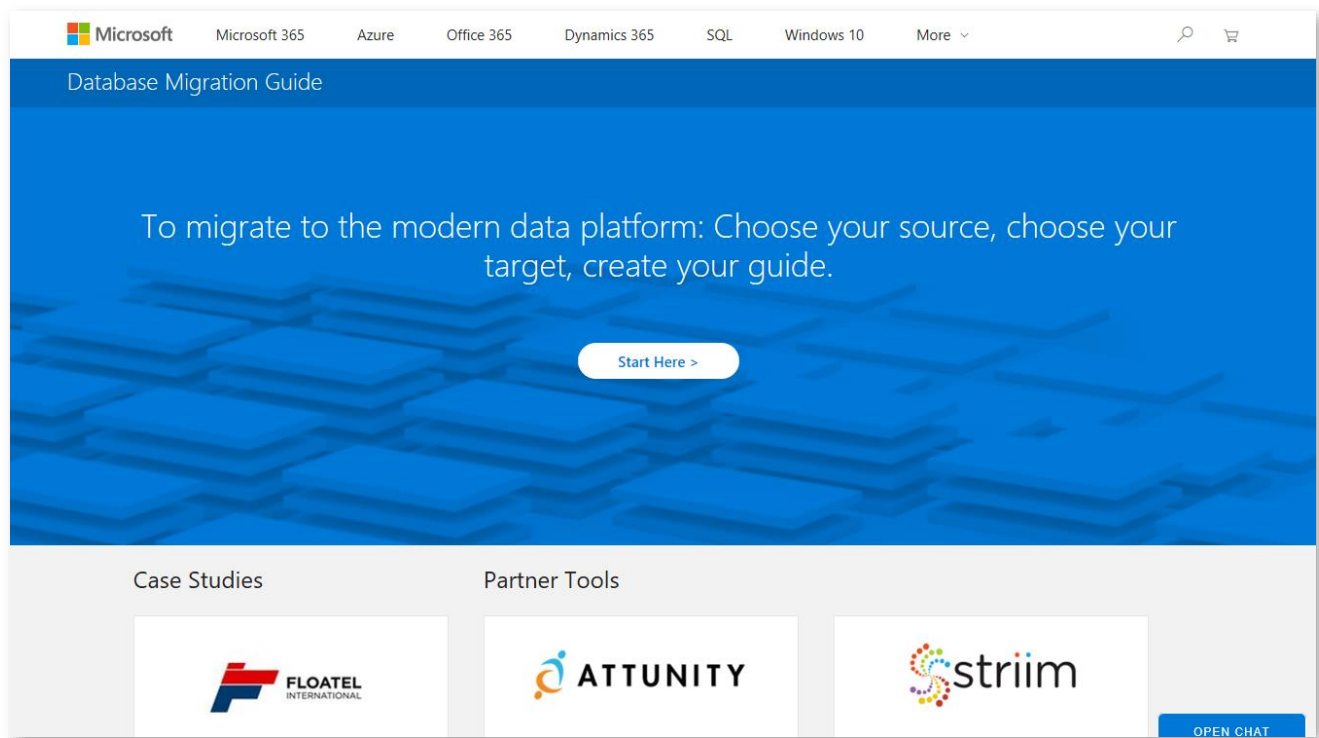 Microsoft Microsoft 365 Azure Office 365 Dynamics 365 SQL Windows 10 More
Database Migration Guide
To migrate to the modern data platform: Choose your source, choose your
target, create your guide.
Start Here >
Case Studies Partner Tools
FLOATEL
INTERNATIONAL
ATTUNITY
striim
OPEN CHAT